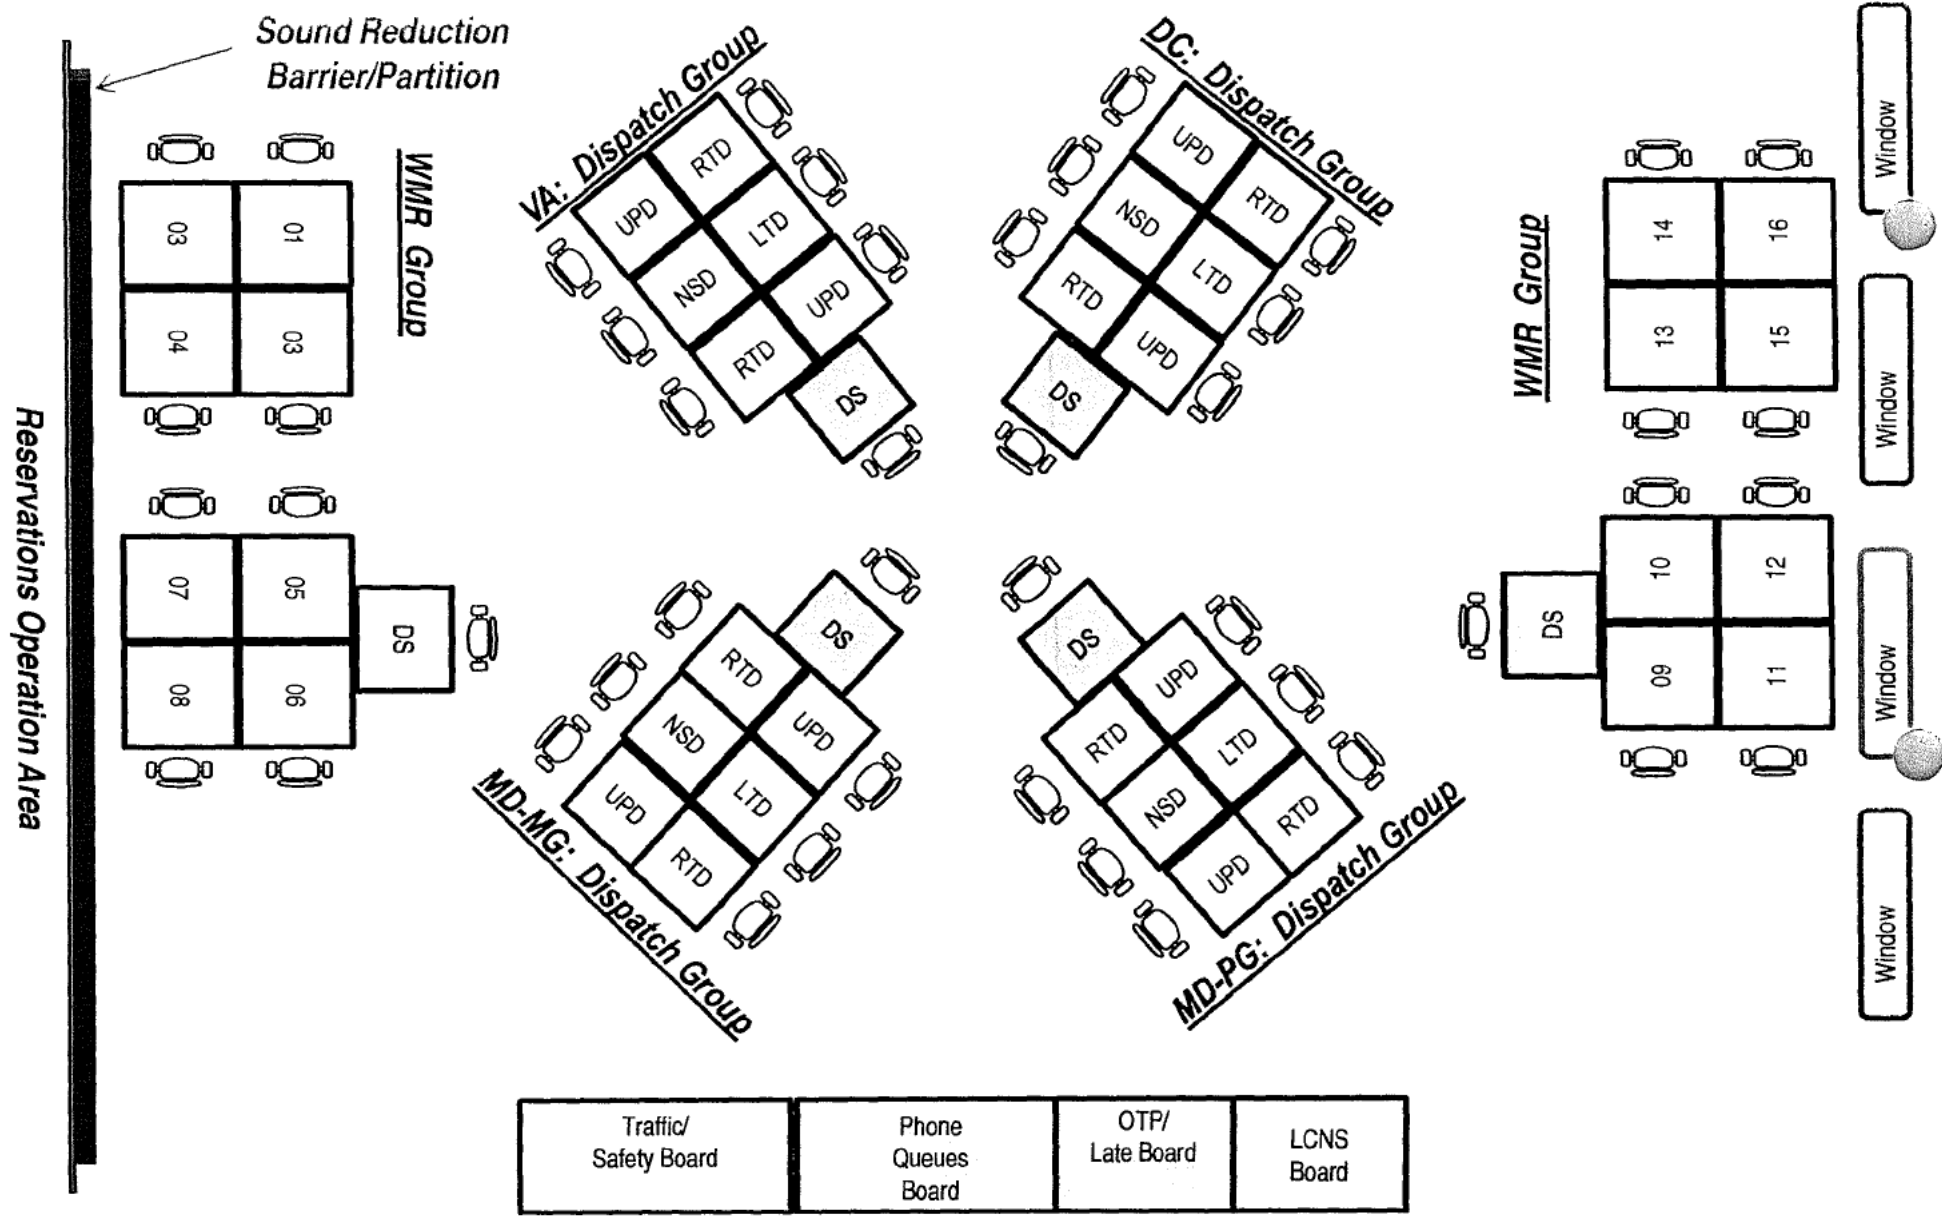 Sound Reduction
Barrier/Partition
Reservations Operation Area
WMR Group
03
01
04
03
07
05
08
06
DS
VA: Dispatch Group
RTD
UPD
LTD
NSD
UPD
RTD
DS
DC: Dispatch Group
UPD
RTD
NSD
LTD
RTD
UPD
DS
WMR Group
14
16
13
15
10
12
09
11
DS
Window
Window
Window
Window
MD-MG: Dispatch Group
DS
RTD
UPD
NSD
LTD
UPD
RTD
MD-PG: Dispatch Group
DS
UPD
RTD
LTD
NSD
RTD
UPD
Traffic/
Safety Board
Phone
Queues
Board
OTP/
Late Board
LCNS
Board